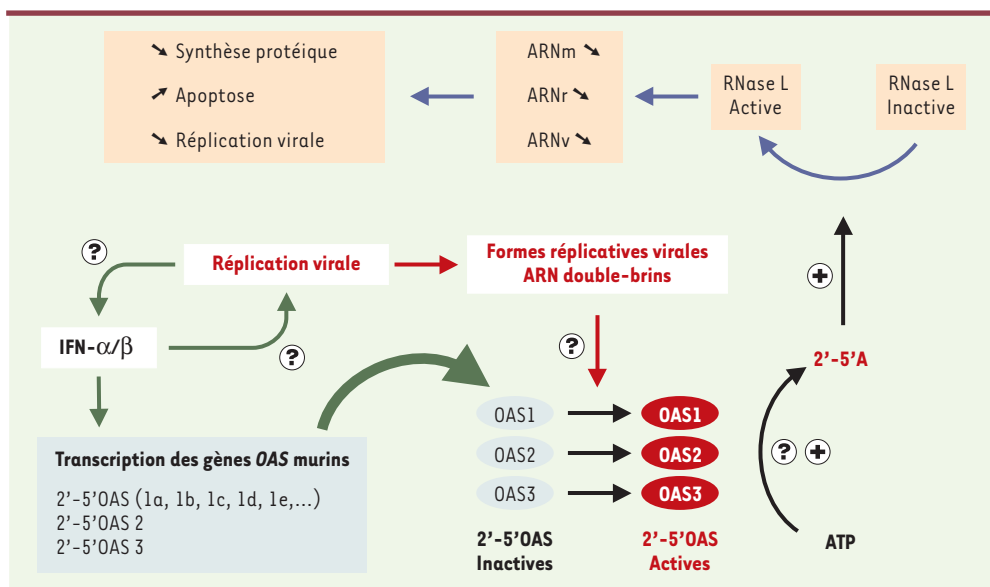 ➘ Synthèse protéique
➚ Apoptose
➘ Réplication virale
ARNm ➘
ARNr ➘
ARNv ➘
RNase L
Active
RNase L
Inactive
?
Réplication virale
Formes réplicatives virales
ARN double-brins
+
IFN-α/β
?
?
2'-5'A
Transcription des gènes OAS murins
2'-5'OAS (1a, 1b, 1c, 1d, 1e,...)
2'-5'OAS 2
2'-5'OAS 3
OAS1
OAS1
OAS2
OAS2
OAS3
OAS3
? +
2'-5'OAS
Inactives
2'-5'OAS
Actives
ATP